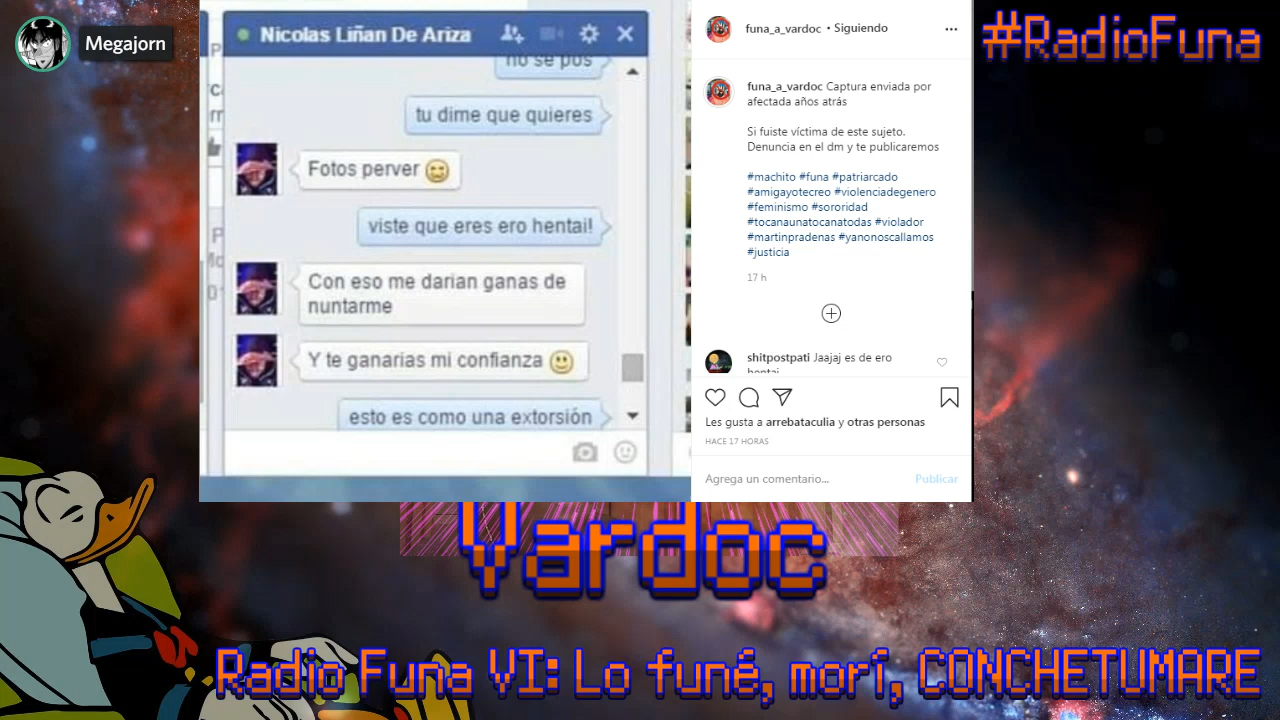 Megajorn
#RadioFuna
Nicolas Liñan De Ariza
no se pos
tu dime que quieres
Fotos perver
viste que eres ero hentai!
Con eso me darian ganas de
nuntarme
Y te ganarias mi confianza
esto es como una extorsión
funa_a_vardoc • Siguiendo
funa_a_vardoc Captura enviada por
afectada años atrás
Si fuiste víctima de este sujeto.
Denuncia en el dm y te publicaremos
#machito #funa #patriarcado
#amigayotecreo #violenciadegenero
#feminismo #sororidad
#tocanaunatocanatodas #violador
#martinpradenas #yanonoscallamos
#justicia
17 h
shitpostpati Jaajaj es de ero
hentai
Les gusta a arrebataculia y otras personas
HACE 17 HORAS
Agrega un comentario...
Publicar
Vardoc
Radio Funa VI: Lo funé, morí, CONCHETUMARE